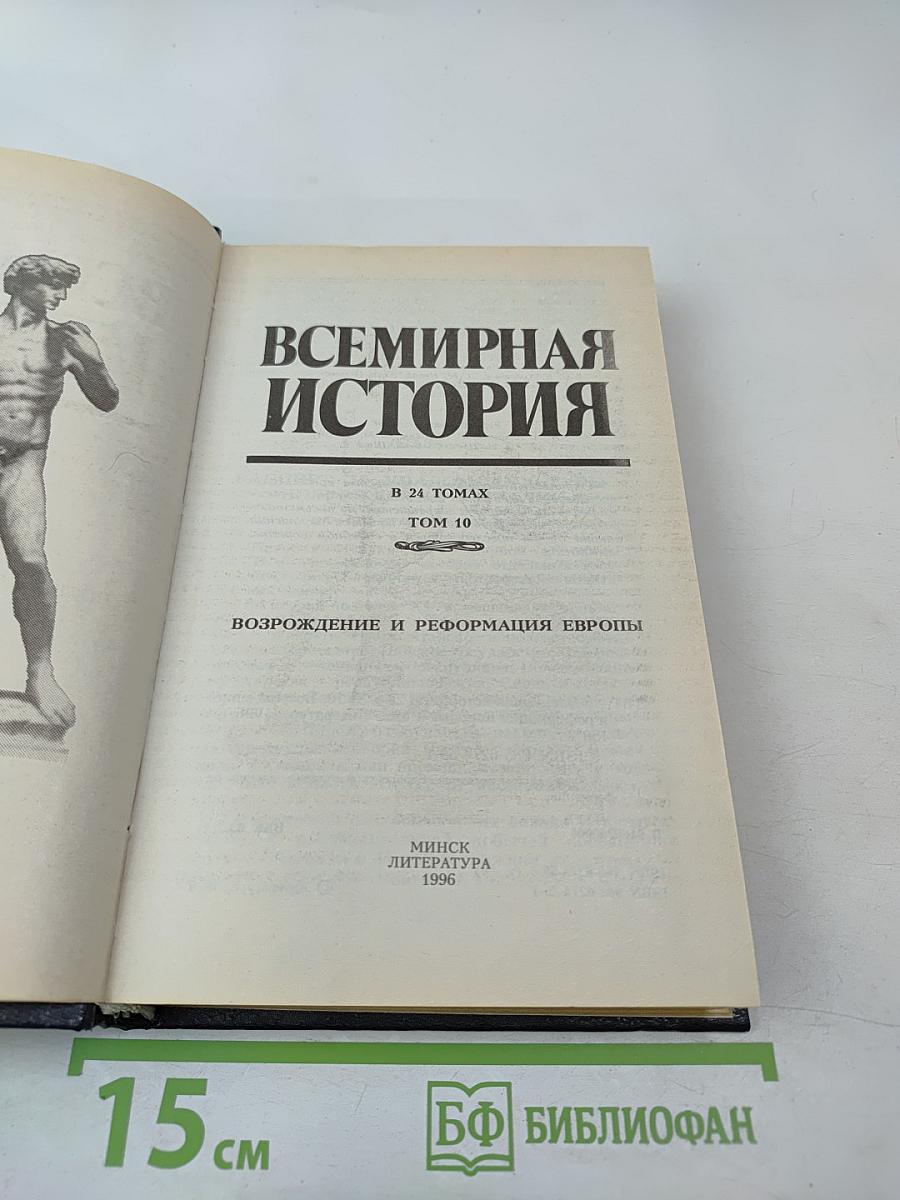 ВСЕМИРНАЯ
ИСТОРИЯ
В 24 ТОМАХ
ТОМ 10
ВОЗРОЖДЕНИЕ И РЕФОРМАЦИЯ ЕВРОПЫ
МИНСК
ЛИТЕРАТУРА
1996
15 см
БФ БИБЛИОФАН